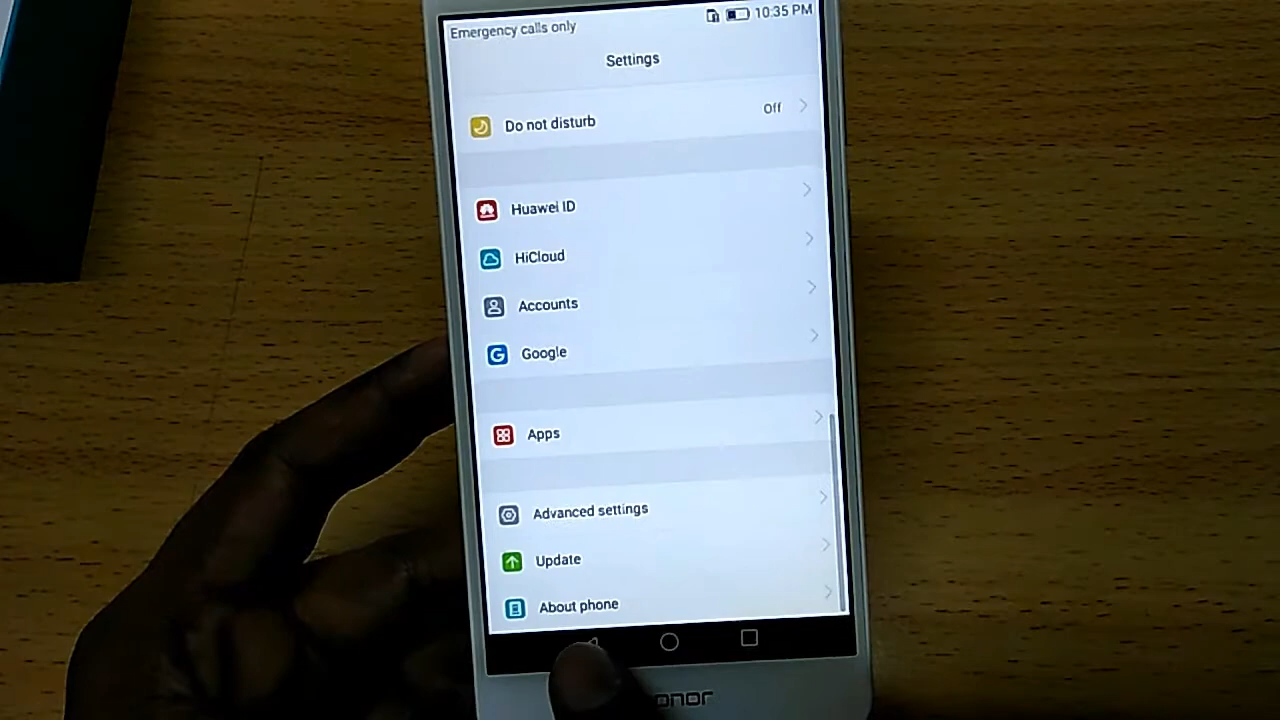 Emergency calls only 10:35 PM
Settings
Do not disturb Off
Huawei ID
HiCloud
Accounts
Google
Apps
Advanced settings
Update
About phone
onor